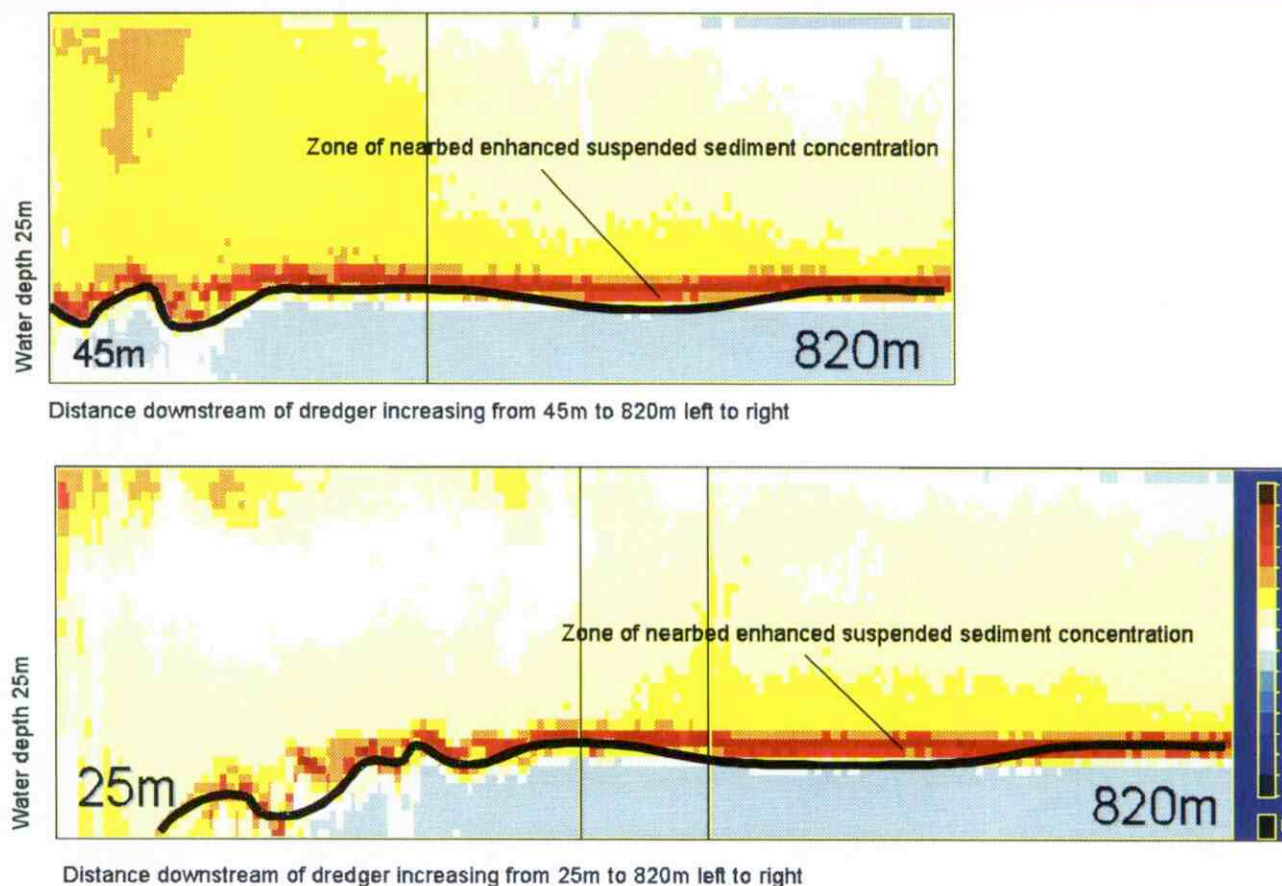 Zone of nearbed enhanced suspended sediment concentration
Water depth 25m
45m
820m
Distance downstream of dredger increasing from 45m to 820m left to right
Zone of nearbed enhanced suspended sediment concentration
Water depth 25m
25m
820m
Distance downstream of dredger increasing from 25m to 820m left to right